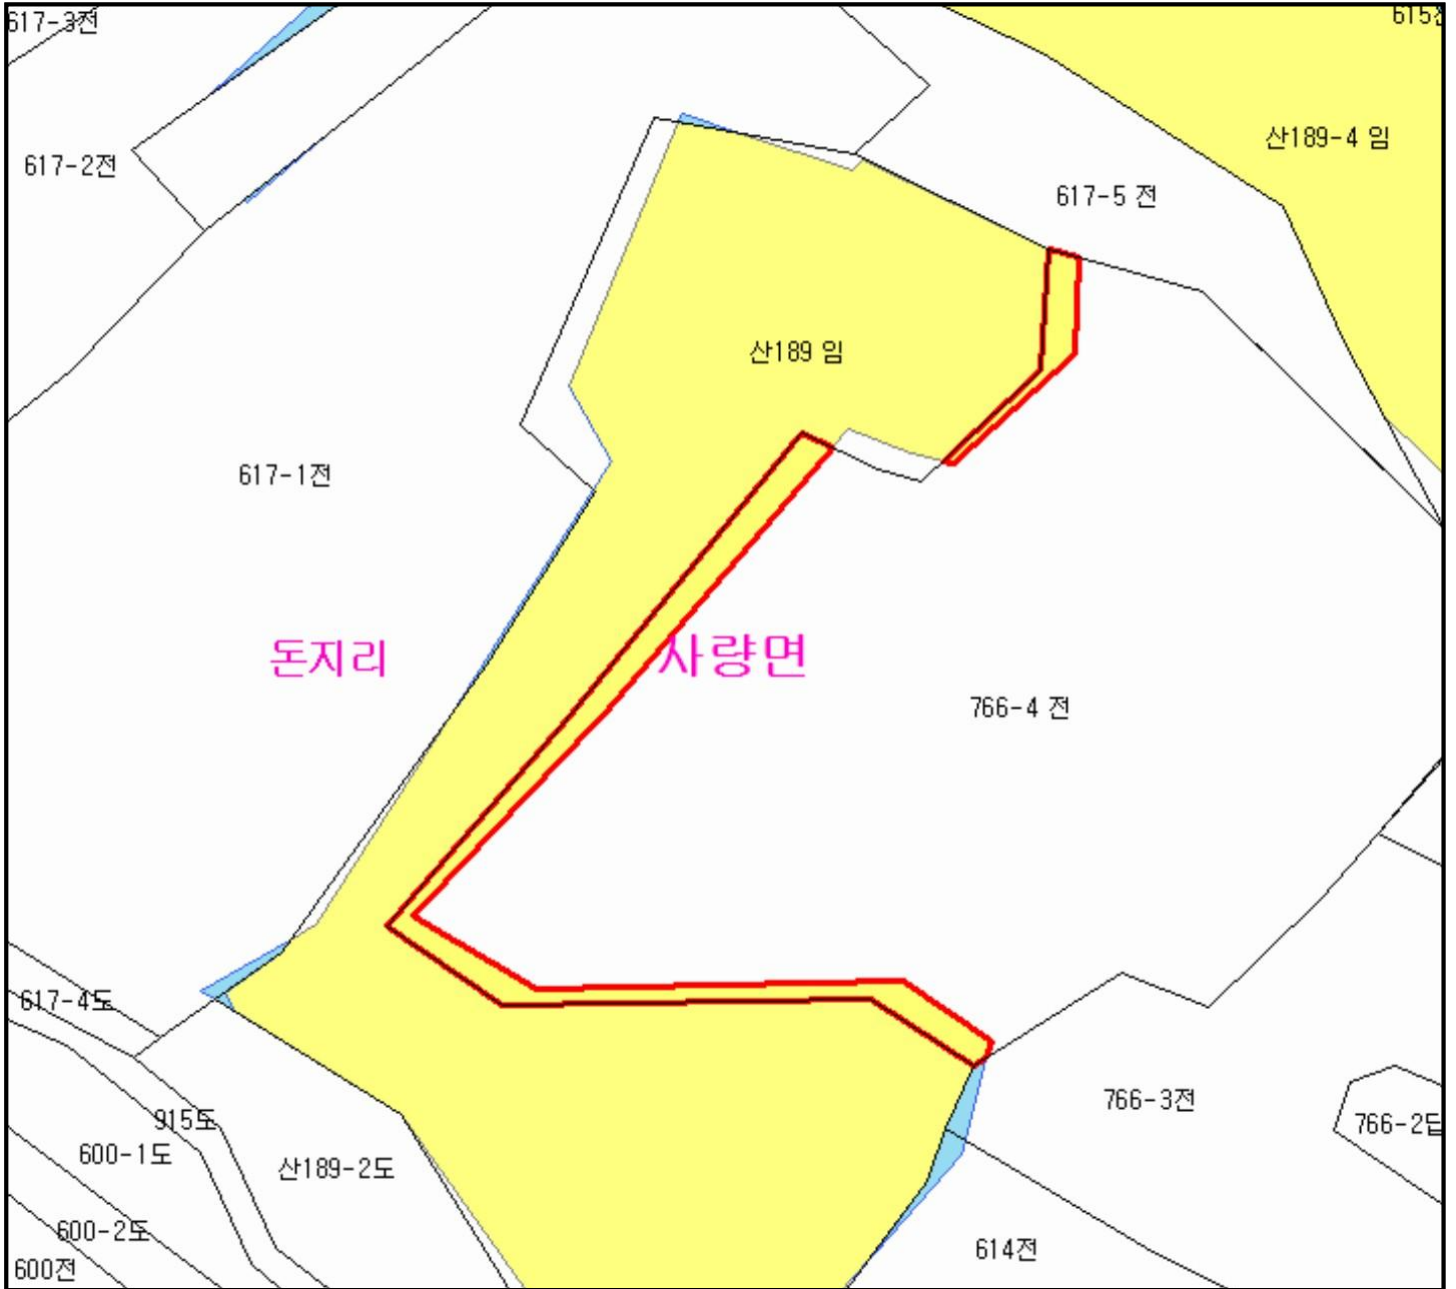 617-3전
산189-4 임
617-2전
617-5 전
산189 임
617-1전
돈지리
사량면
766-4 전
617-4도
766-3전
915도
766-2답
600-1도
산189-2도
600-2도
614전
600전